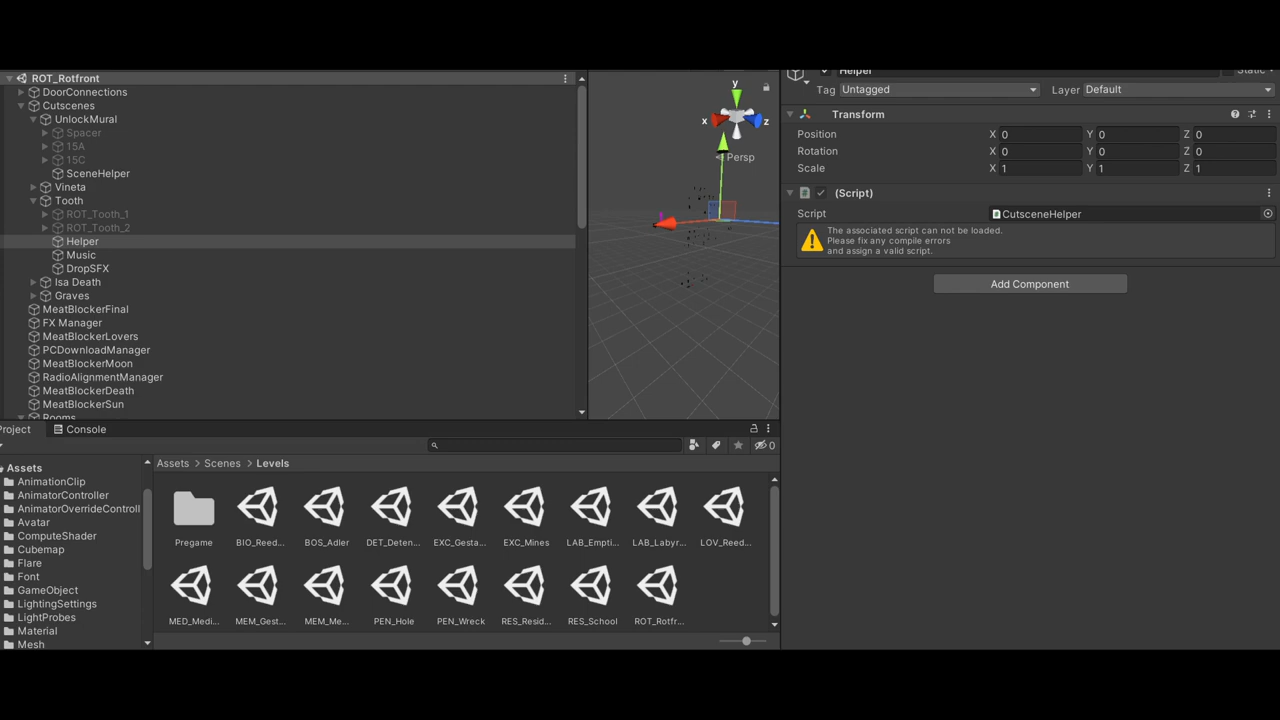 ROT_Rotfront
DoorConnections
Cutscenes
UnlockMural
Spacer
15A
15C
SceneHelper
Vineta
Tooth
ROT_Tooth_1
ROT_Tooth_2
Helper
Music
DropSFX
Isa Death
Graves
MeatBlockerFinal
FX Manager
MeatBlockerLovers
PCDownloadManager
MeatBlockerMoon
RadioAlignmentManager
MeatBlockerDeath
MeatBlockerSun
Rooms
y
x
z
Persp
Helper
Static
Tag Untagged Layer Default
Transform
Position X 0 Y 0 Z 0
Rotation X 0 Y 0 Z 0
Scale X 1 Y 1 Z 1
(Script)
Script CutsceneHelper
The associated script can not be loaded.
Please fix any compile errors
and assign a valid script.
Add Component
Project Console
0
Assets
AnimationClip
AnimatorController
AnimatorOverrideControll
Avatar
ComputeShader
Cubemap
Flare
Font
GameObject
LightingSettings
LightProbes
Material
Mesh
Assets > Scenes > Levels
Pregame BIO_Reed... BOS_Adler DET_Deten... EXC_Gesta... EXC_Mines LAB_Empti... LAB_Labyr... LOV_Reed...
MED_Medi... MEM_Gest... MEM_Me... PEN_Hole PEN_Wreck RES_Resid... RES_School ROT_Rotfr...